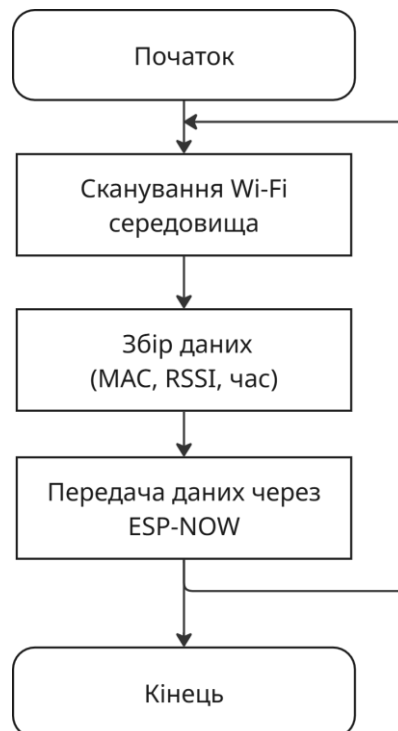 Початок
Сканування Wi-Fi
середовища
Збір даних
(MAC, RSSI, час)
Передача даних через
ESP-NOW
Кінець